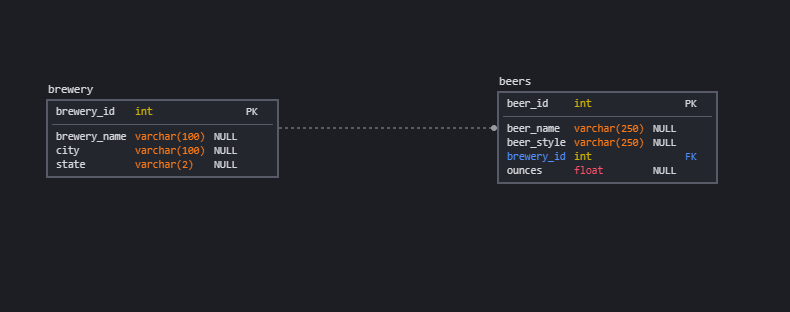 brewery
brewery_id int PK
brewery_name varchar(100) NULL
city varchar(100) NULL
state varchar(2) NULL
beers
beer_id int PK
beer_name varchar(250) NULL
beer_style varchar(250) NULL
brewery_id int FK
ounces float NULL